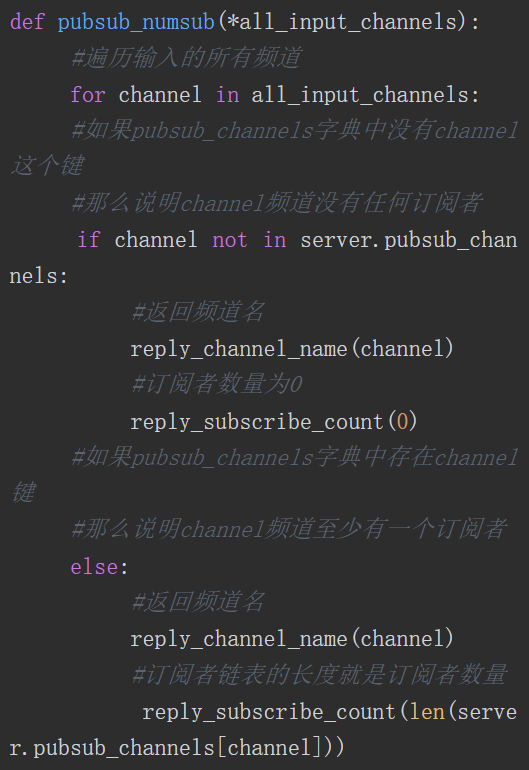 def pubsub_numsub(*all_input_channels):
#遍历输入的所有频道
for channel in all_input_channels:
#如果pubsub_channels字典中没有channel
这个键
#那么说明channel频道没有任何订阅者
if channel not in server.pubsub_chan
nels:
#返回频道名
reply_channel_name(channel)
#订阅者数量为0
reply_subscribe_count(0)
#如果pubsub_channels字典中存在channel
键
#那么说明channel频道至少有一个订阅者
else:
#返回频道名
reply_channel_name(channel)
#订阅者链表的长度就是订阅者数量
reply_subscribe_count(len(serve
r.pubsub_channels[channel]))